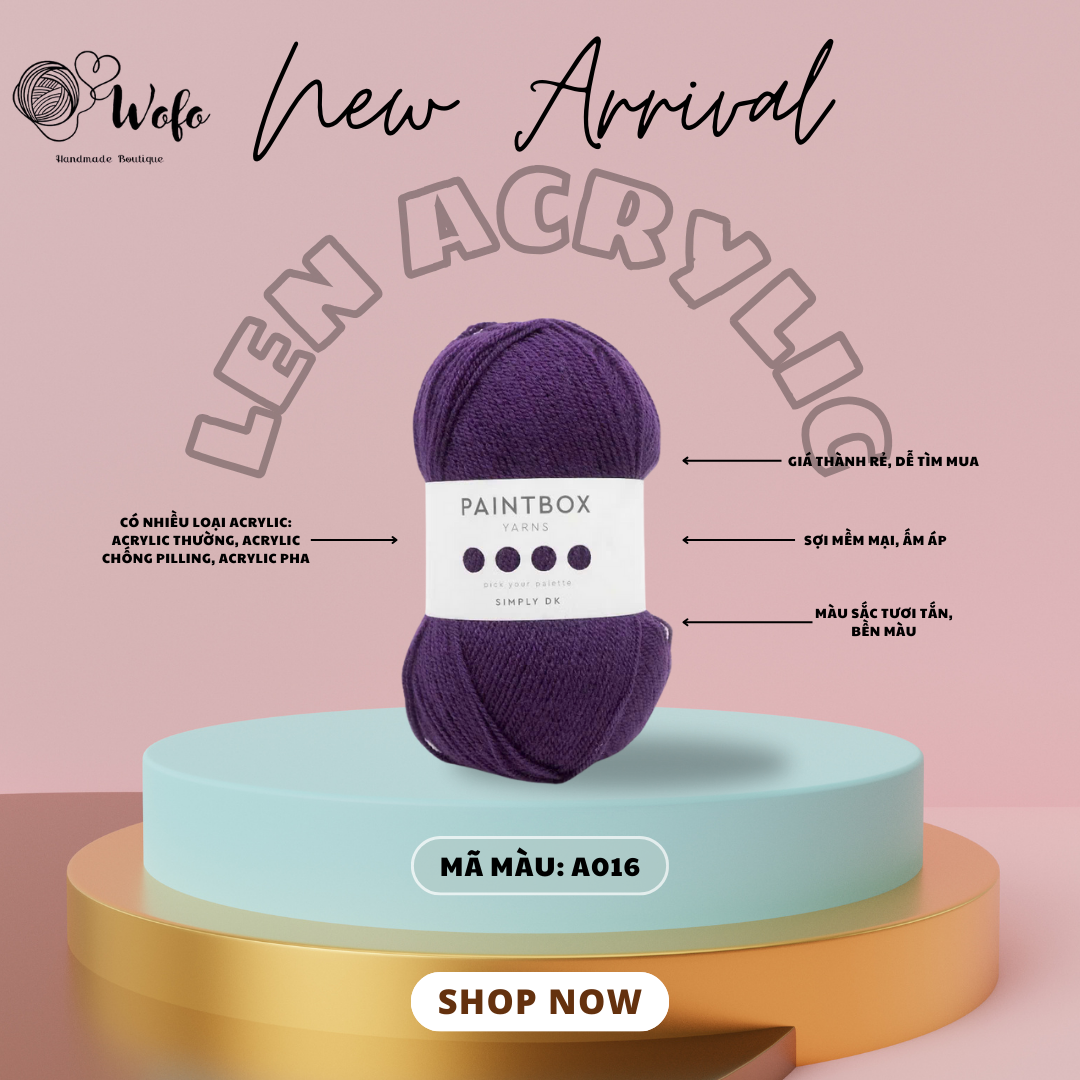 Wofo
Handmade Boutique
New Arrival
LEN ACRYLIC
GIÁ THÀNH RẺ, DỄ TÌM MUA
CÓ NHIỀU LOẠI ACRYLIC:
ACRYLIC THƯỜNG, ACRYLIC
CHỐNG PILLING, ACRYLIC PHA
SỢI MỀM MẠI, ẤM ÁP
MÀU SẮC TƯƠI TẮN,
BỀN MÀU
PAINTBOX
YARNS
pick your palette
SIMPLY DK
MÃ MÀU: A016
SHOP NOW